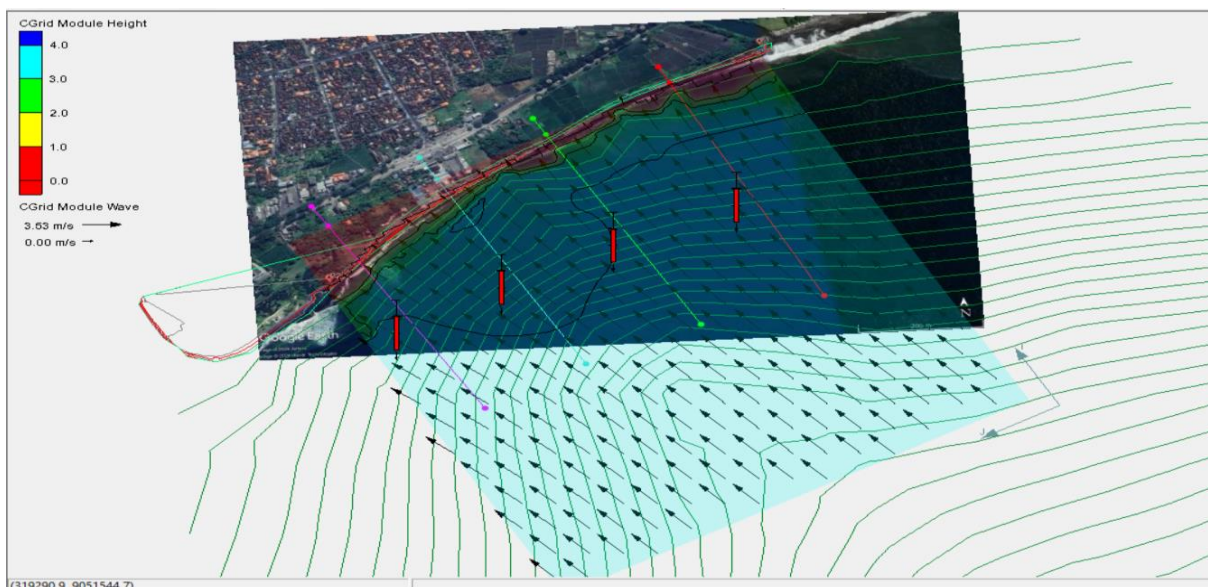 CGrid Module Height
4.0
3.0
2.0
1.0
0.0
CGrid Module Wave
3.63 m/s
0.00 m/s
Google Earth
N
I
J
(319290.9, 9051544.7)